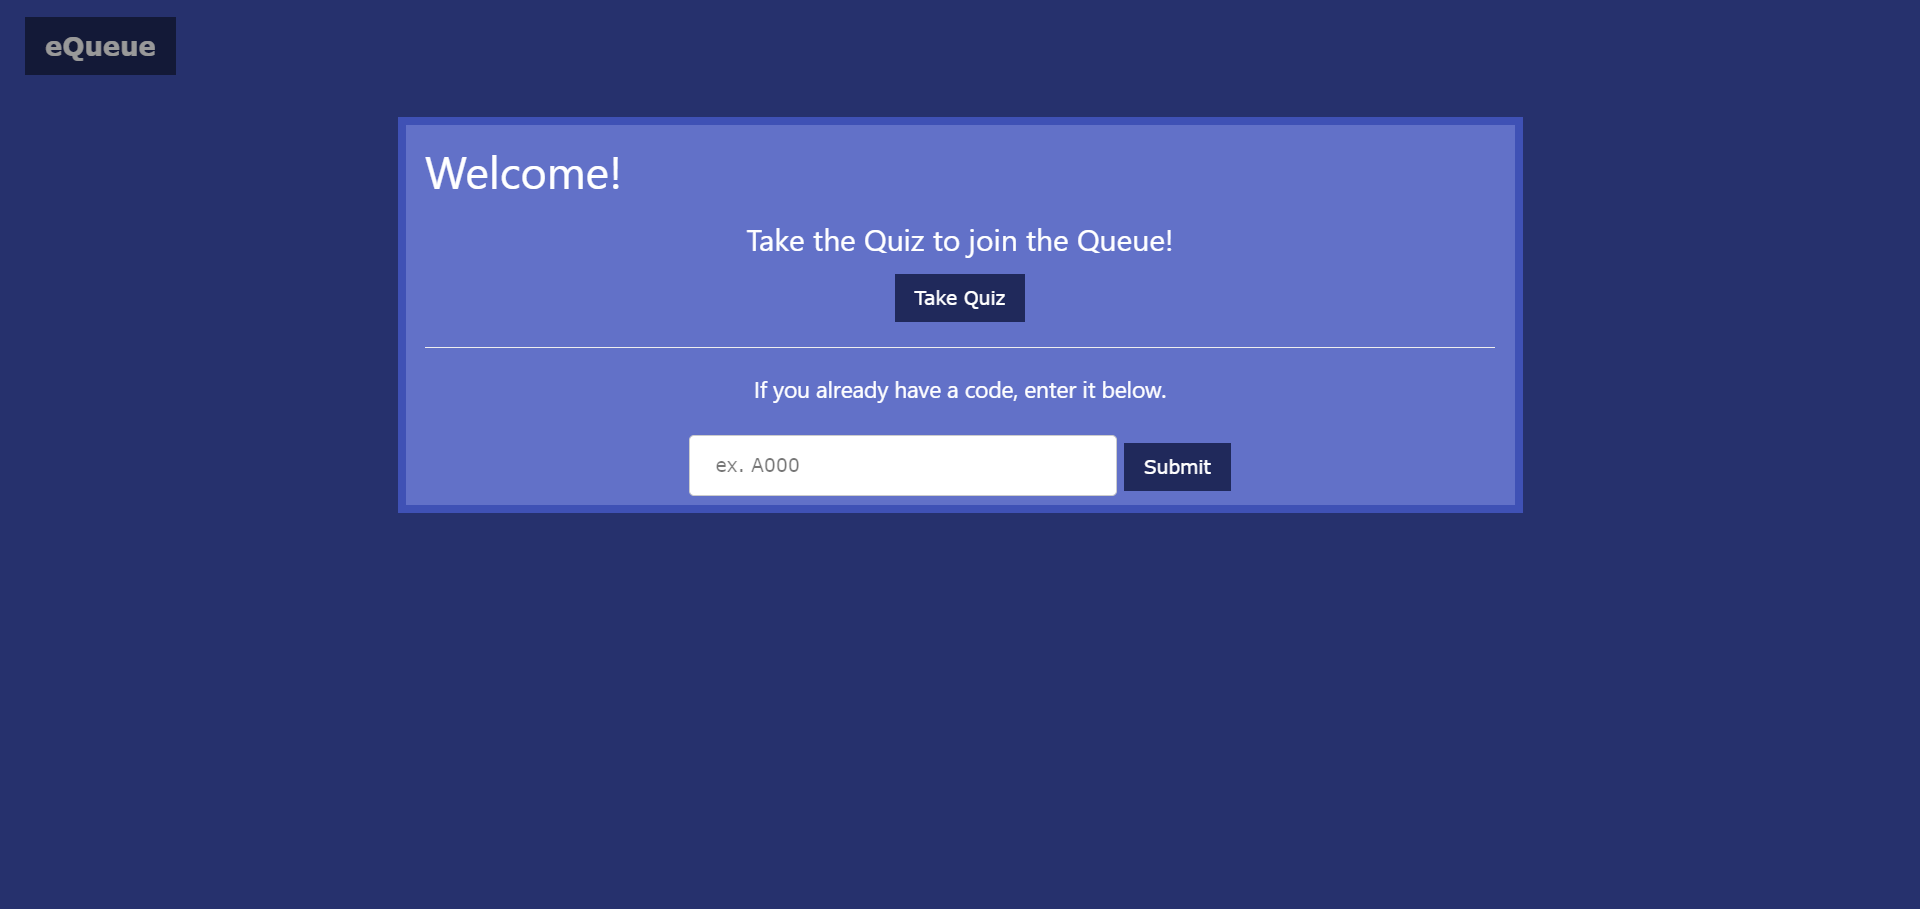 eQueue
Welcome!
Take the Quiz to join the Queue!
Take Quiz
If you already have a code, enter it below.
ex. A000
Submit